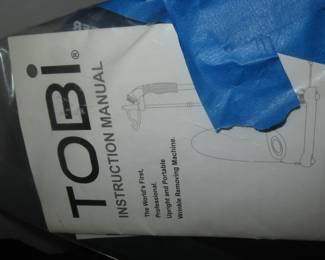 TOBi®
INSTRUCTION MANUAL
The World's First,
Professional,
Upright and Portable
Wrinkle Removing Machine.